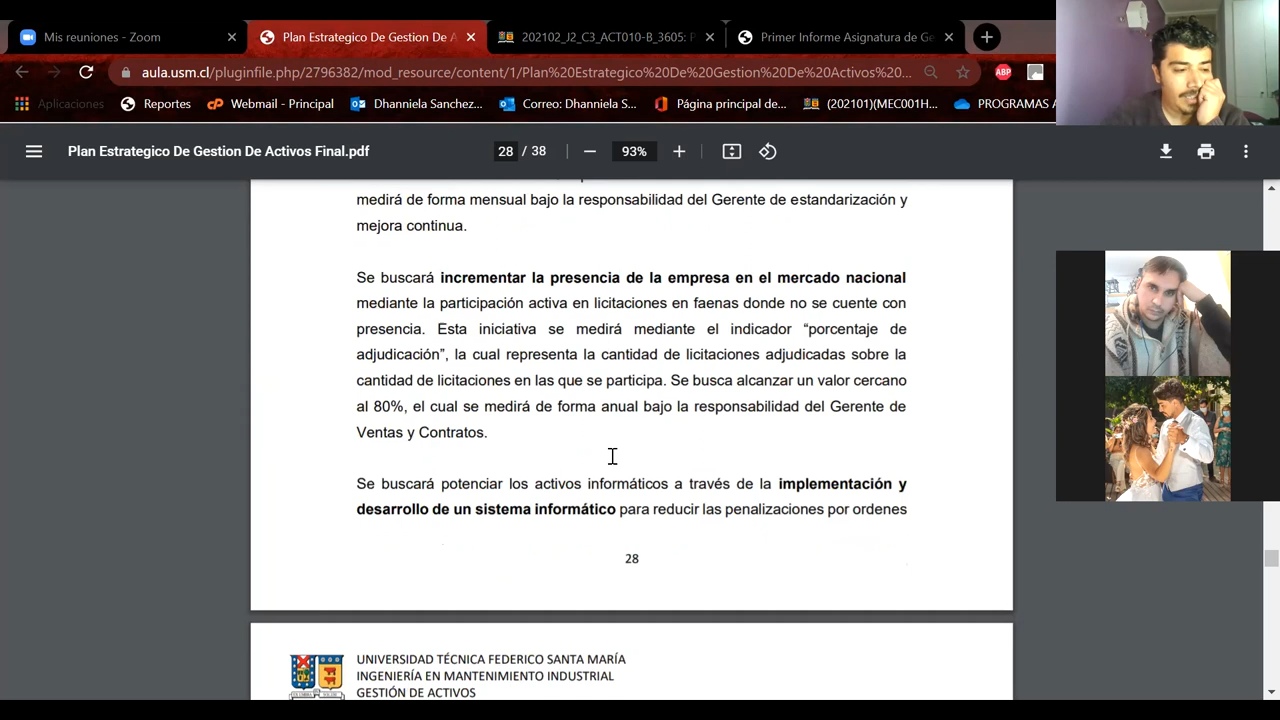 Mis reuniones - Zoom
Plan Estrategico De Gestion De A
202102_J2_C3_ACT010-B_3605: P
Primer Informe Asignatura de Ge
aula.usm.cl/pluginfile.php/2796382/mod_resource/content/1/Plan%20Estrategico%20De%20Gestion%20De%20Activos%20...
ABP
Aplicaciones
Reportes
Webmail - Principal
Dhanniela Sanchez...
Correo: Dhanniela S...
Página principal de...
(202101)(MEC001H...
PROGRAMAS A
Plan Estrategico De Gestion De Activos Final.pdf
28 / 38
93%
medirá de forma mensual bajo la responsabilidad del Gerente de estandarización y
mejora continua.
Se buscará incrementar la presencia de la empresa en el mercado nacional
mediante la participación activa en licitaciones en faenas donde no se cuente con
presencia. Esta iniciativa se medirá mediante el indicador “porcentaje de
adjudicación”, la cual representa la cantidad de licitaciones adjudicadas sobre la
cantidad de licitaciones en las que se participa. Se busca alcanzar un valor cercano
al 80%, el cual se medirá de forma anual bajo la responsabilidad del Gerente de
Ventas y Contratos.
Se buscará potenciar los activos informáticos a través de la implementación y
desarrollo de un sistema informático para reducir las penalizaciones por ordenes
28
UNIVERSIDAD TÉCNICA FEDERICO SANTA MARÍA
INGENIERÍA EN MANTENIMIENTO INDUSTRIAL
GESTIÓN DE ACTIVOS